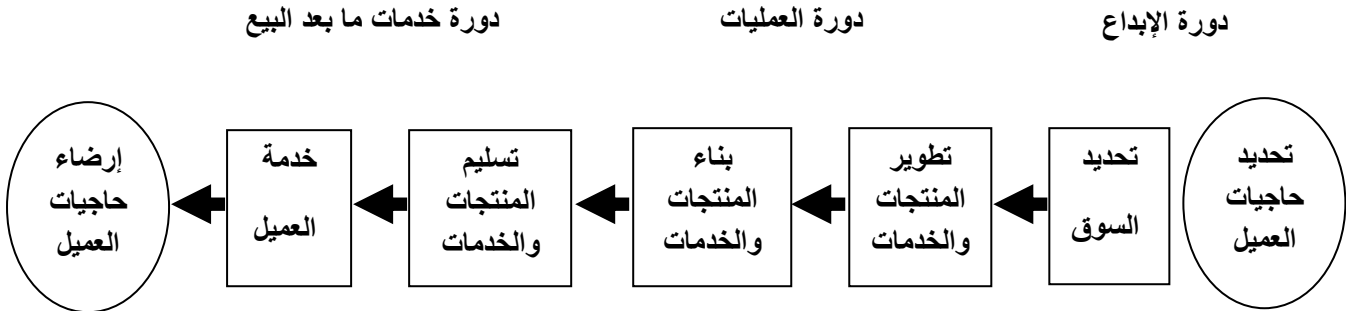 دورة الإبداع
دورة العمليات
دورة خدمات ما بعد البيع
تحديد
حاجيات
العميل
تحديد
السوق
تطوير
المنتجات
والخدمات
بناء
المنتجات
والخدمات
تسليم
المنتجات
والخدمات
خدمة
العميل
إرضاء
حاجيات
العميل